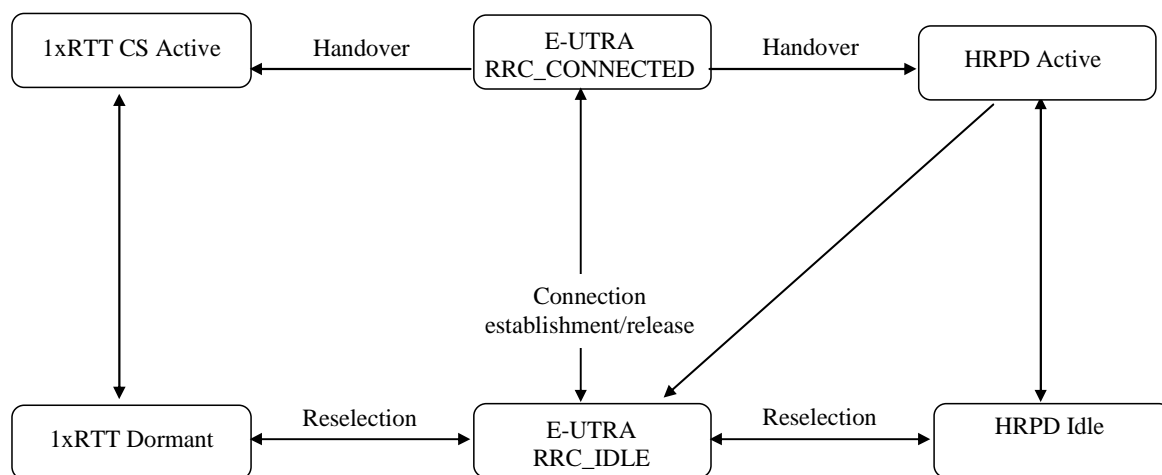 1xRTT CS Active
Handover
E-UTRA
RRC_CONNECTED
Handover
HRPD Active
Connection
establishment/release
1xRTT Dormant
Reselection
E-UTRA
RRC_IDLE
Reselection
HRPD Idle